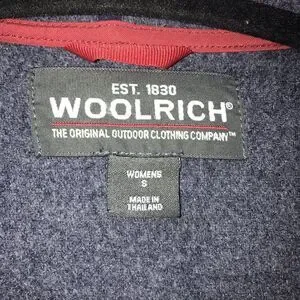 EST. 1830
WOOLRICH®
THE ORIGINAL OUTDOOR CLOTHING COMPANY™
WOMENS
S
MADE IN
THAILAND